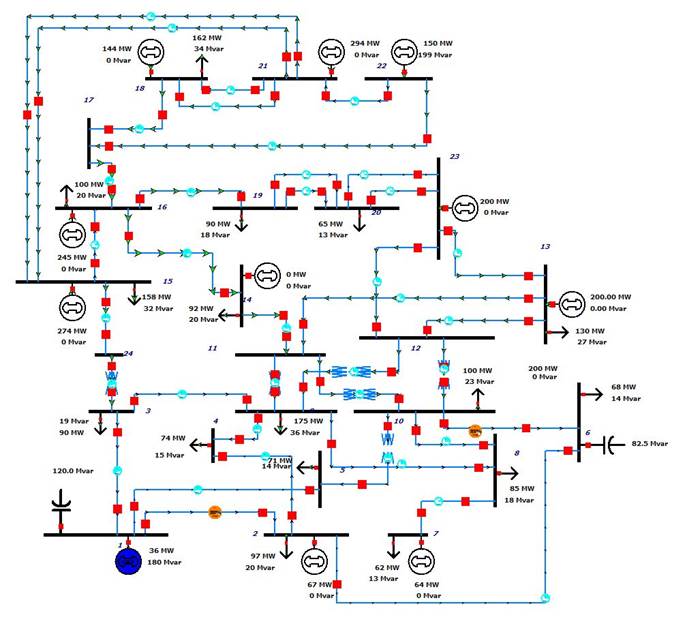 144 MW
0 Mvar
162 MW
34 Mvar
294 MW
0 Mvar
150 MW
199 Mvar
18
21
22
17
23
100 MW
20 Mvar
16
245 MW
0 Mvar
19
90 MW
18 Mvar
65 MW
13 Mvar
20
200 MW
0 Mvar
13
15
274 MW
0 Mvar
158 MW
32 Mvar
0 MW
0 Mvar
14
92 MW
20 Mvar
200.00 MW
0.00 Mvar
130 MW
27 Mvar
24
11
12
100 MW
23 Mvar
200 MW
0 Mvar
68 MW
14 Mvar
3
19 Mvar
90 MW
4
74 MW
15 Mvar
175 MW
36 Mvar
10
6
82.5 Mvar
71 MW
14 Mvar
5
8
85 MW
18 Mvar
120.0 Mvar
1
36 MW
180 Mvar
2
97 MW
20 Mvar
67 MW
0 Mvar
7
62 MW
13 Mvar
64 MW
0 Mvar